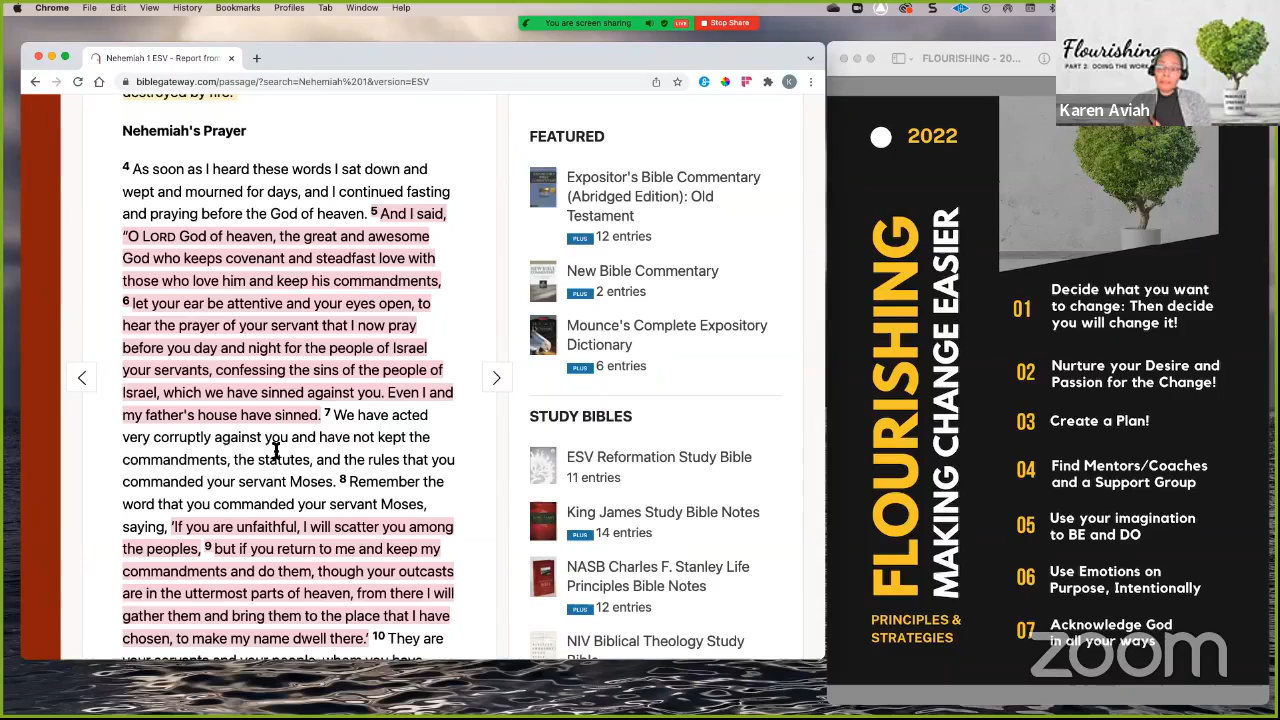 Chrome File Edit View History Bookmarks Profiles Tab Window Help
You are screen sharing LIVE Stop Share
Nehemiah 1 ESV - Report from
biblegateway.com/passage/?search=Nehemiah%201&version=ESV
K
destroyed by fire."
Nehemiah's Prayer
4 As soon as I heard these words I sat down and
wept and mourned for days, and I continued fasting
and praying before the God of heaven. 5 And I said,
"O LORD God of heaven, the great and awesome
God who keeps covenant and steadfast love with
those who love him and keep his commandments,
6 let your ear be attentive and your eyes open, to
hear the prayer of your servant that I now pray
before you day and night for the people of Israel
your servants, confessing the sins of the people of
Israel, which we have sinned against you. Even I and
my father's house have sinned. 7 We have acted
very corruptly against you and have not kept the
commandments, the statutes, and the rules that you
commanded your servant Moses. 8 Remember the
word that you commanded your servant Moses,
saying, 'If you are unfaithful, I will scatter you among
the peoples, 9 but if you return to me and keep my
commandments and do them, though your outcasts
are in the uttermost parts of heaven, from there I will
gather them and bring them to the place that I have
chosen, to make my name dwell there.' 10 They are
FEATURED
Expositor's Bible Commentary
(Abridged Edition): Old
Testament
PLUS 12 entries
New Bible Commentary
PLUS 2 entries
Mounce's Complete Expository
Dictionary
PLUS 6 entries
STUDY BIBLES
ESV Reformation Study Bible
11 entries
King James Study Bible Notes
PLUS 14 entries
NASB Charles F. Stanley Life
Principles Bible Notes
PLUS 12 entries
NIV Biblical Theology Study
Bible
FLOURISHING - 20...
Flourishing
PART 2: DOING THE WORK
Karen Aviah
2022
FLOURISHING
MAKING CHANGE EASIER
PRINCIPLES &
STRATEGIES
01 Decide what you want
to change: Then decide
you will change it!
02 Nurture your Desire and
Passion for the Change!
03 Create a Plan!
04 Find Mentors/Coaches
and a Support Group
05 Use your imagination
to BE and DO
06 Use Emotions on
Purpose, Intentionally
07 Acknowledge God
in all your ways
zoom